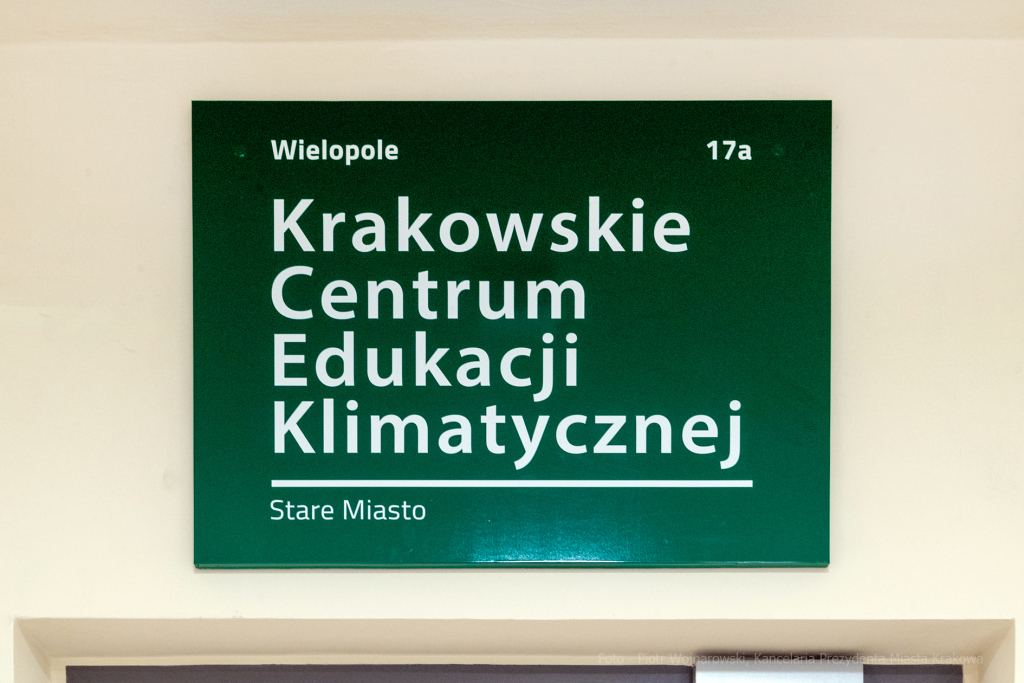 Wielopole 17a
Krakowskie
Centrum
Edukacji
Klimatycznej
Stare Miasto
Foto - Piotr Wojnarowski, Kancelaria Prezydenta Miasta Krakowa